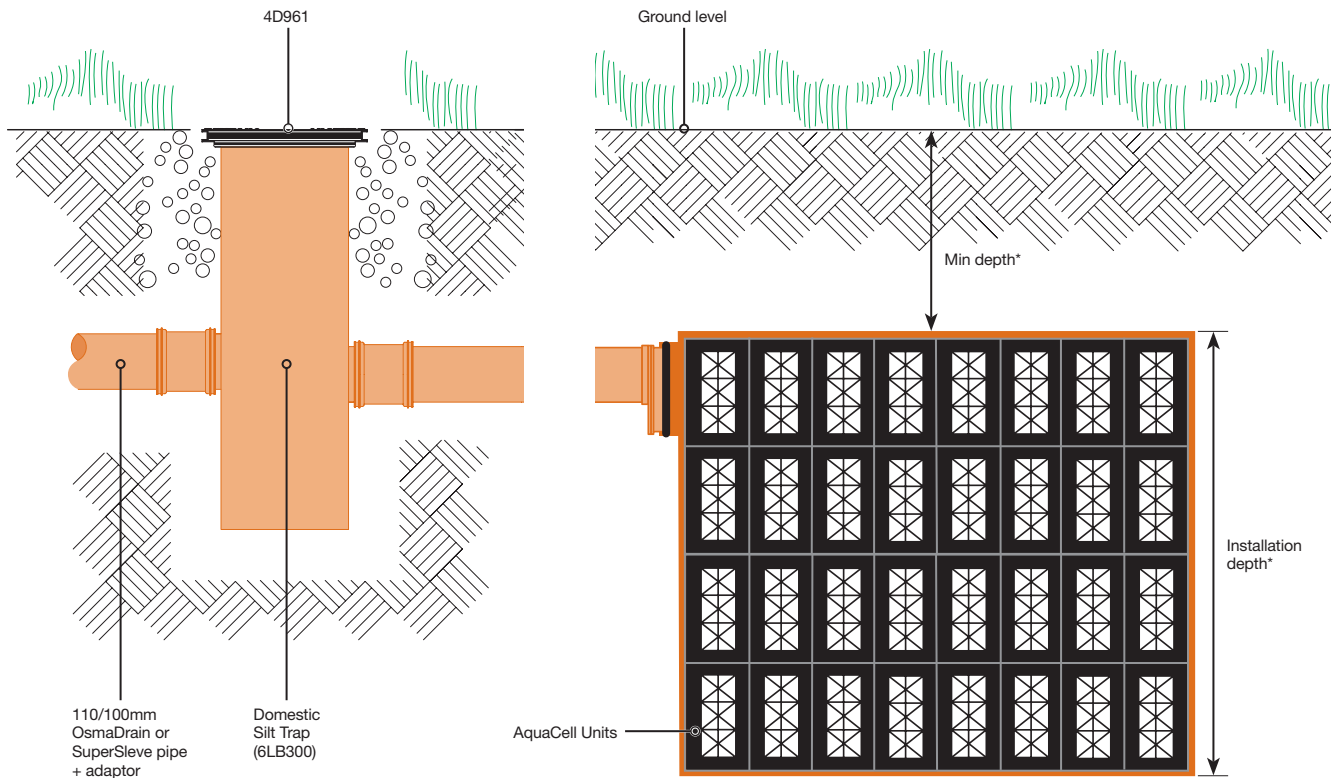 4D961
Ground level
Min depth*
Installation
depth*
110/100mm
OsmaDrain or
SuperSleve pipe
+ adaptor
Domestic
Silt Trap
(6LB300)
AquaCell Units